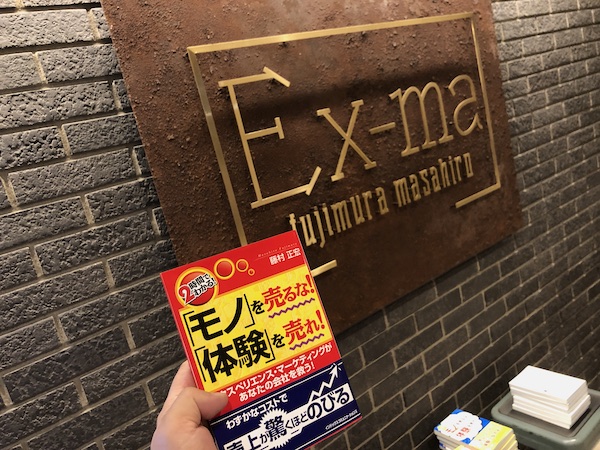 Ex-ma
fujimura masahiro
Masahiro Fujimura
藤村 正宏
2時間で
わかる!
「モノ」を売るな!
「体験」を売れ!
エクスペリエンス・マーケティングが
あなたの会社を救う!
わずかなコストで
売上が驚くほどのびる